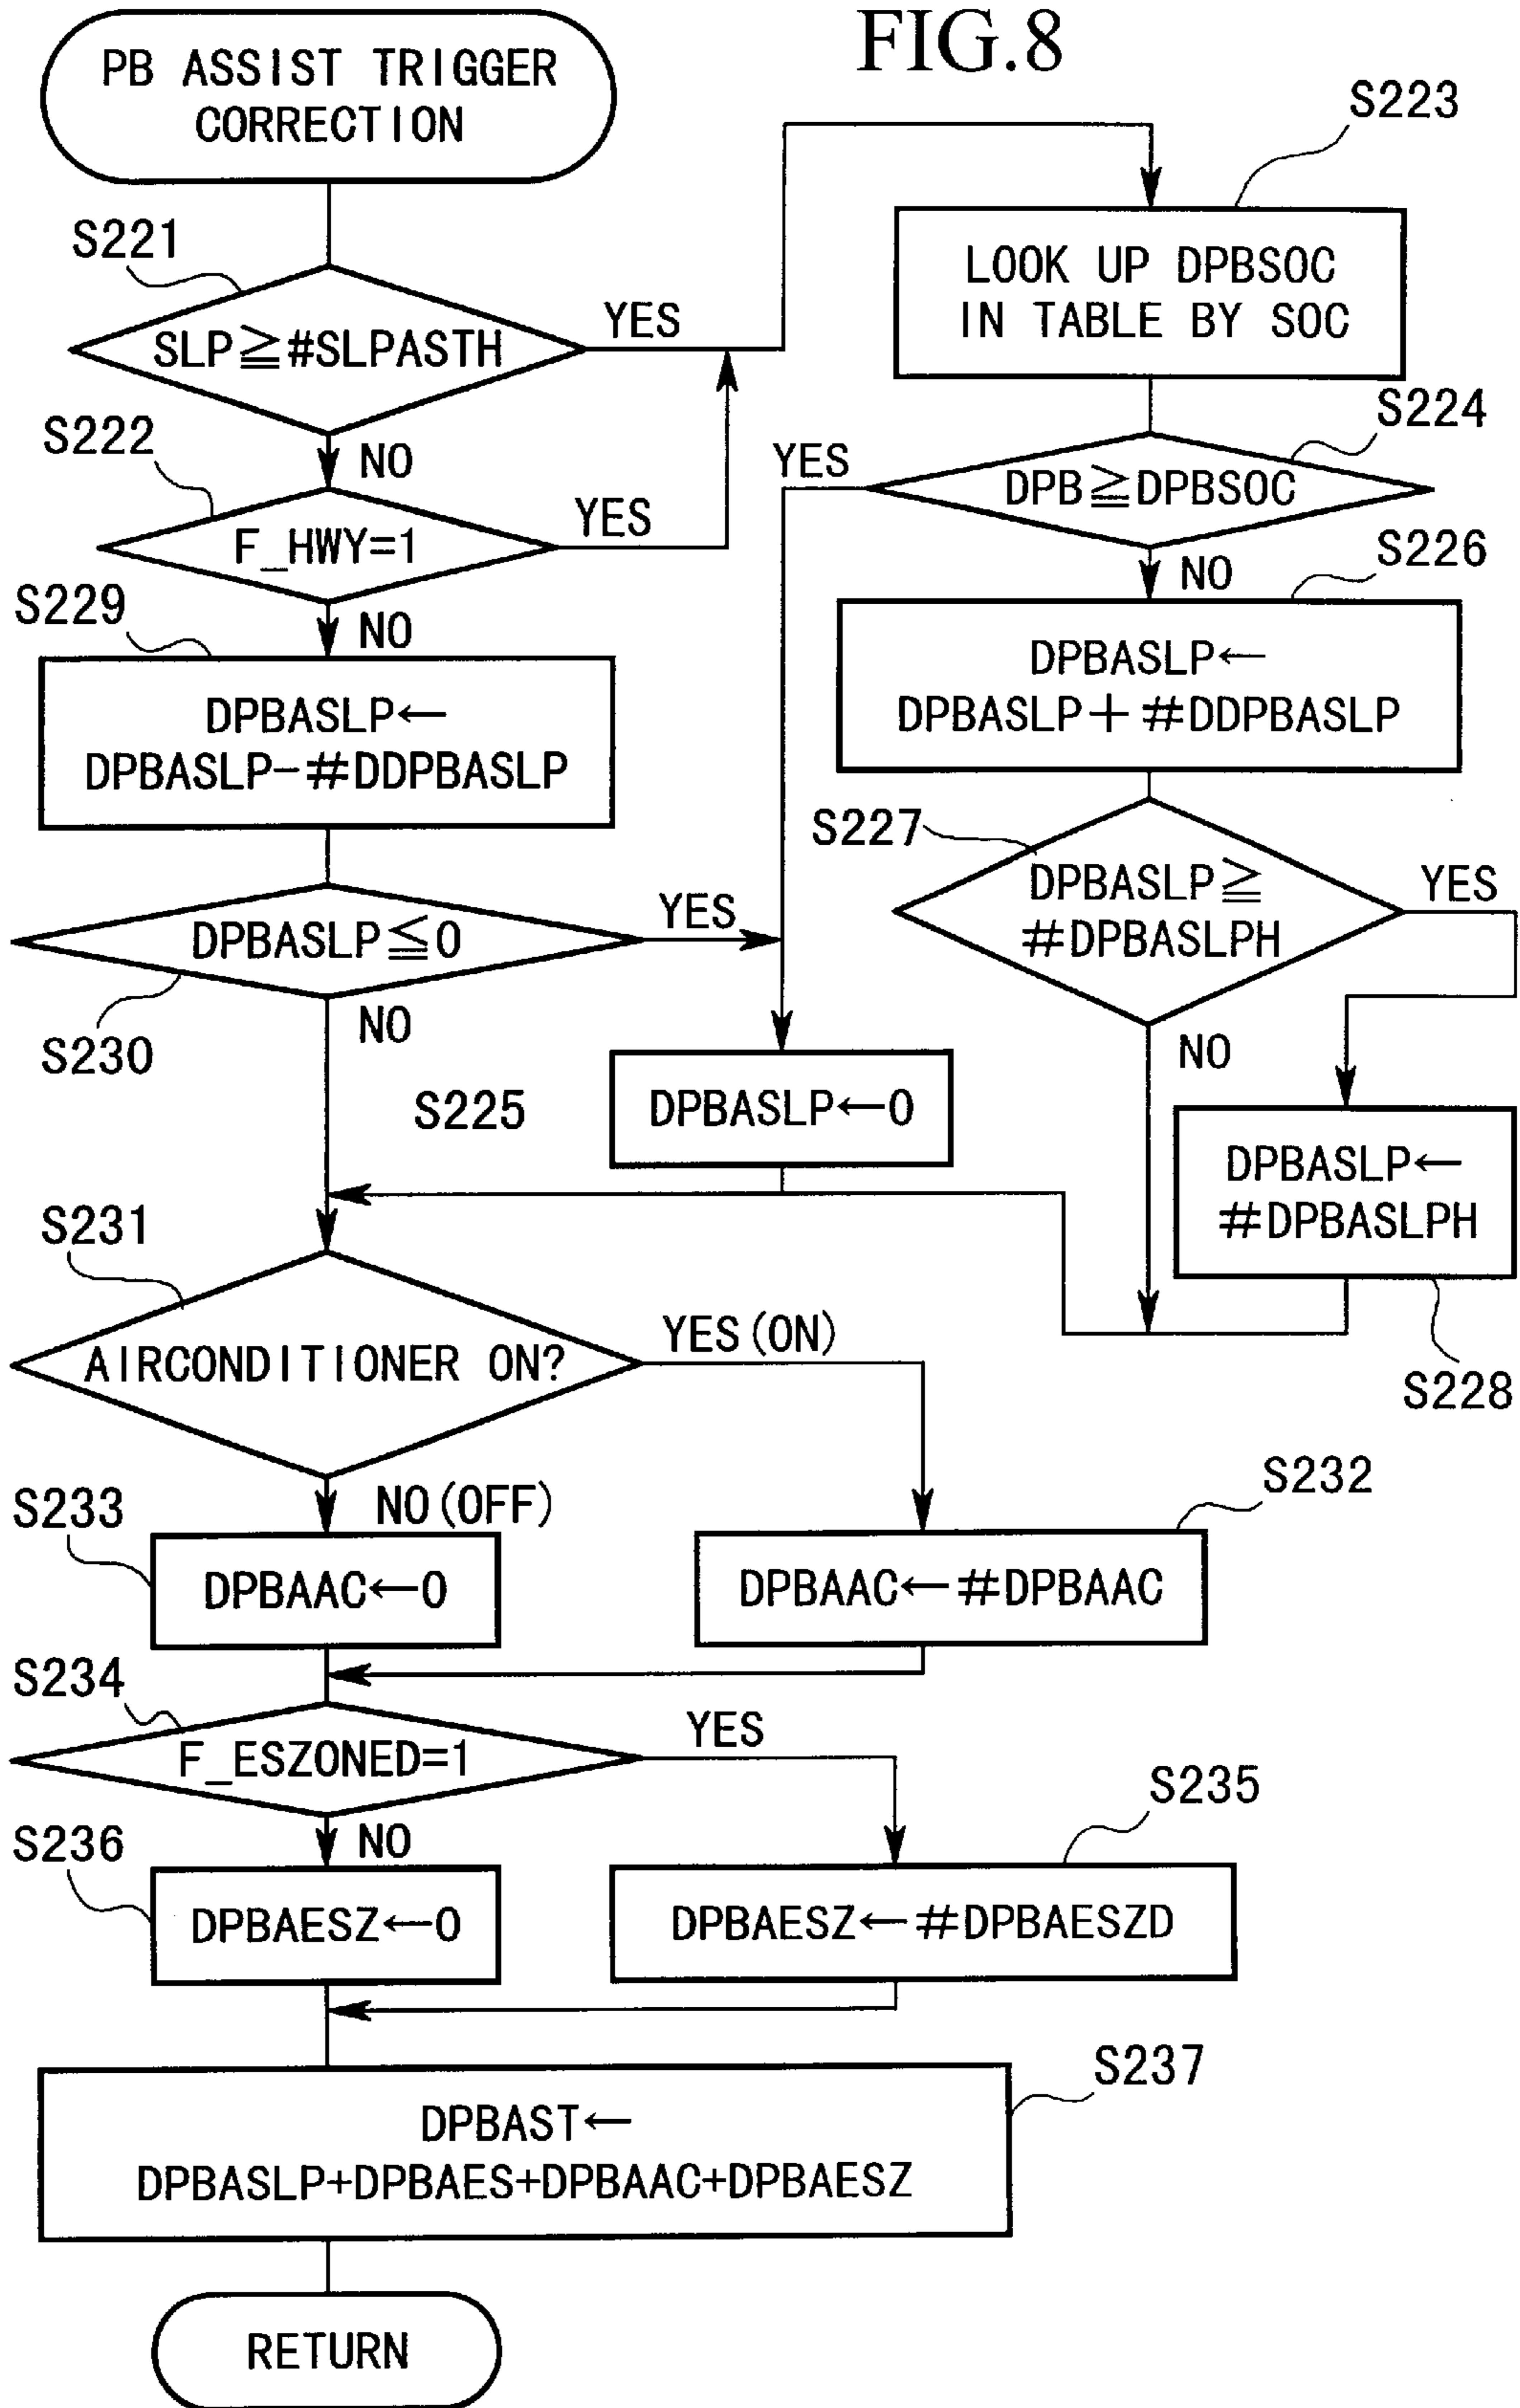 FIG.8
PB ASSIST TRIGGER
CORRECTION
S221
SLP≧#SLPASTH
YES
NO
S222
F_HWY=1
YES
NO
S223
LOOK UP DPBSOC
IN TABLE BY SOC
S224
DPB≧DPBSOC
YES
NO
S226
DPBASLP←
DPBASLP+#DDPBASLP
S227
DPBASLP≧
#DPBASLPH
YES
NO
DPBASLP←
#DPBASLPH
S228
S229
DPBASLP←
DPBASLP-#DDPBASLP
DPBASLP≦0
YES
S230
NO
S225
DPBASLP←0
S231
AIRCONDITIONER ON?
YES(ON)
NO(OFF)
S232
DPBAAC←#DPBAAC
S233
DPBAAC←0
S234
F_ESZONED=1
YES
NO
S235
DPBAESZ←#DPBAESZD
S236
DPBAESZ←0
S237
DPBAST←
DPBASLP+DPBAES+DPBAAC+DPBAESZ
RETURN